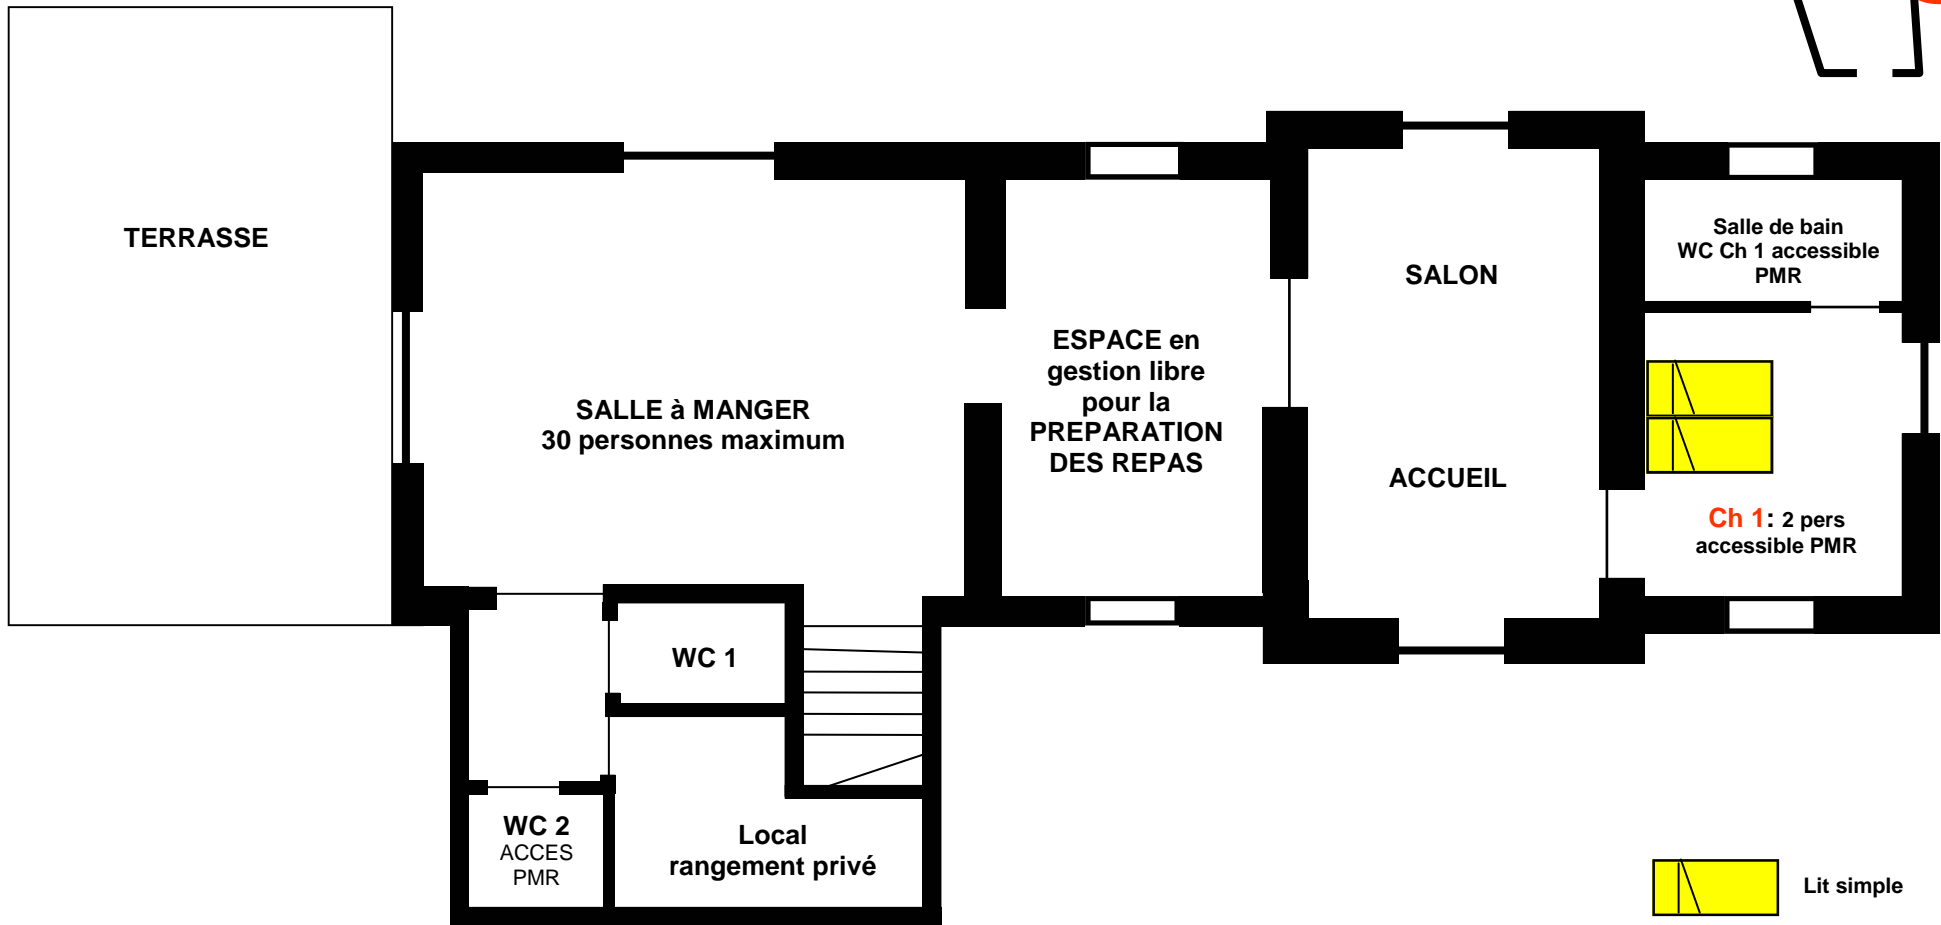 TERRASSE
SALLE à MANGER
30 personnes maximum
ESPACE en
gestion libre
pour la
PREPARATION
DES REPAS
SALON
ACCUEIL
Salle de bain
WC Ch 1 accessible
PMR
Ch 1: 2 pers
accessible PMR
WC 1
WC 2
ACCES
PMR
Local
rangement privé
Lit simple